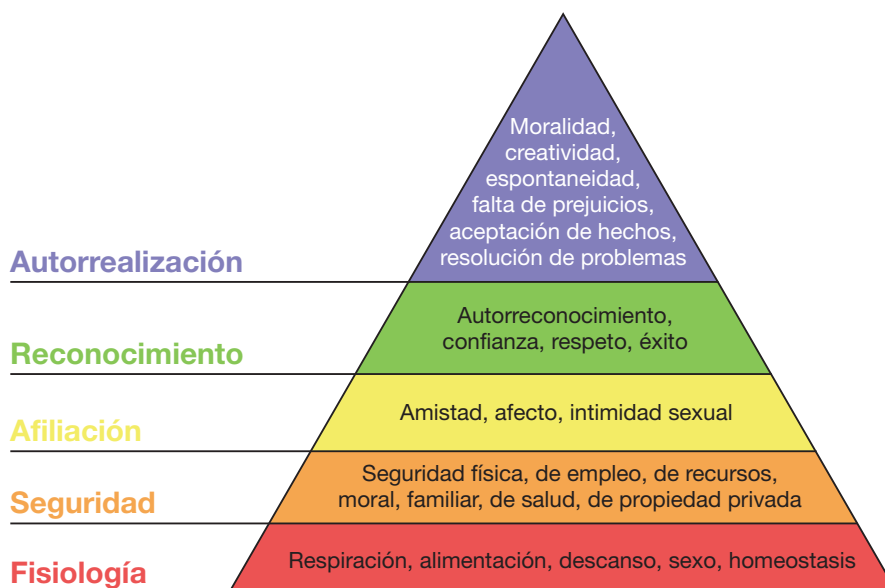 Moralidad,
creatividad,
espontaneidad,
falta de prejuicios,
aceptación de hechos,
resolución de problemas
Autorrealización
Autorreconocimiento,
confianza, respeto, éxito
Reconocimiento
Amistad, afecto, intimidad sexual
Afiliación
Seguridad física, de empleo, de recursos,
moral, familiar, de salud, de propiedad privada
Seguridad
Respiración, alimentación, descanso, sexo, homeostasis
Fisiología